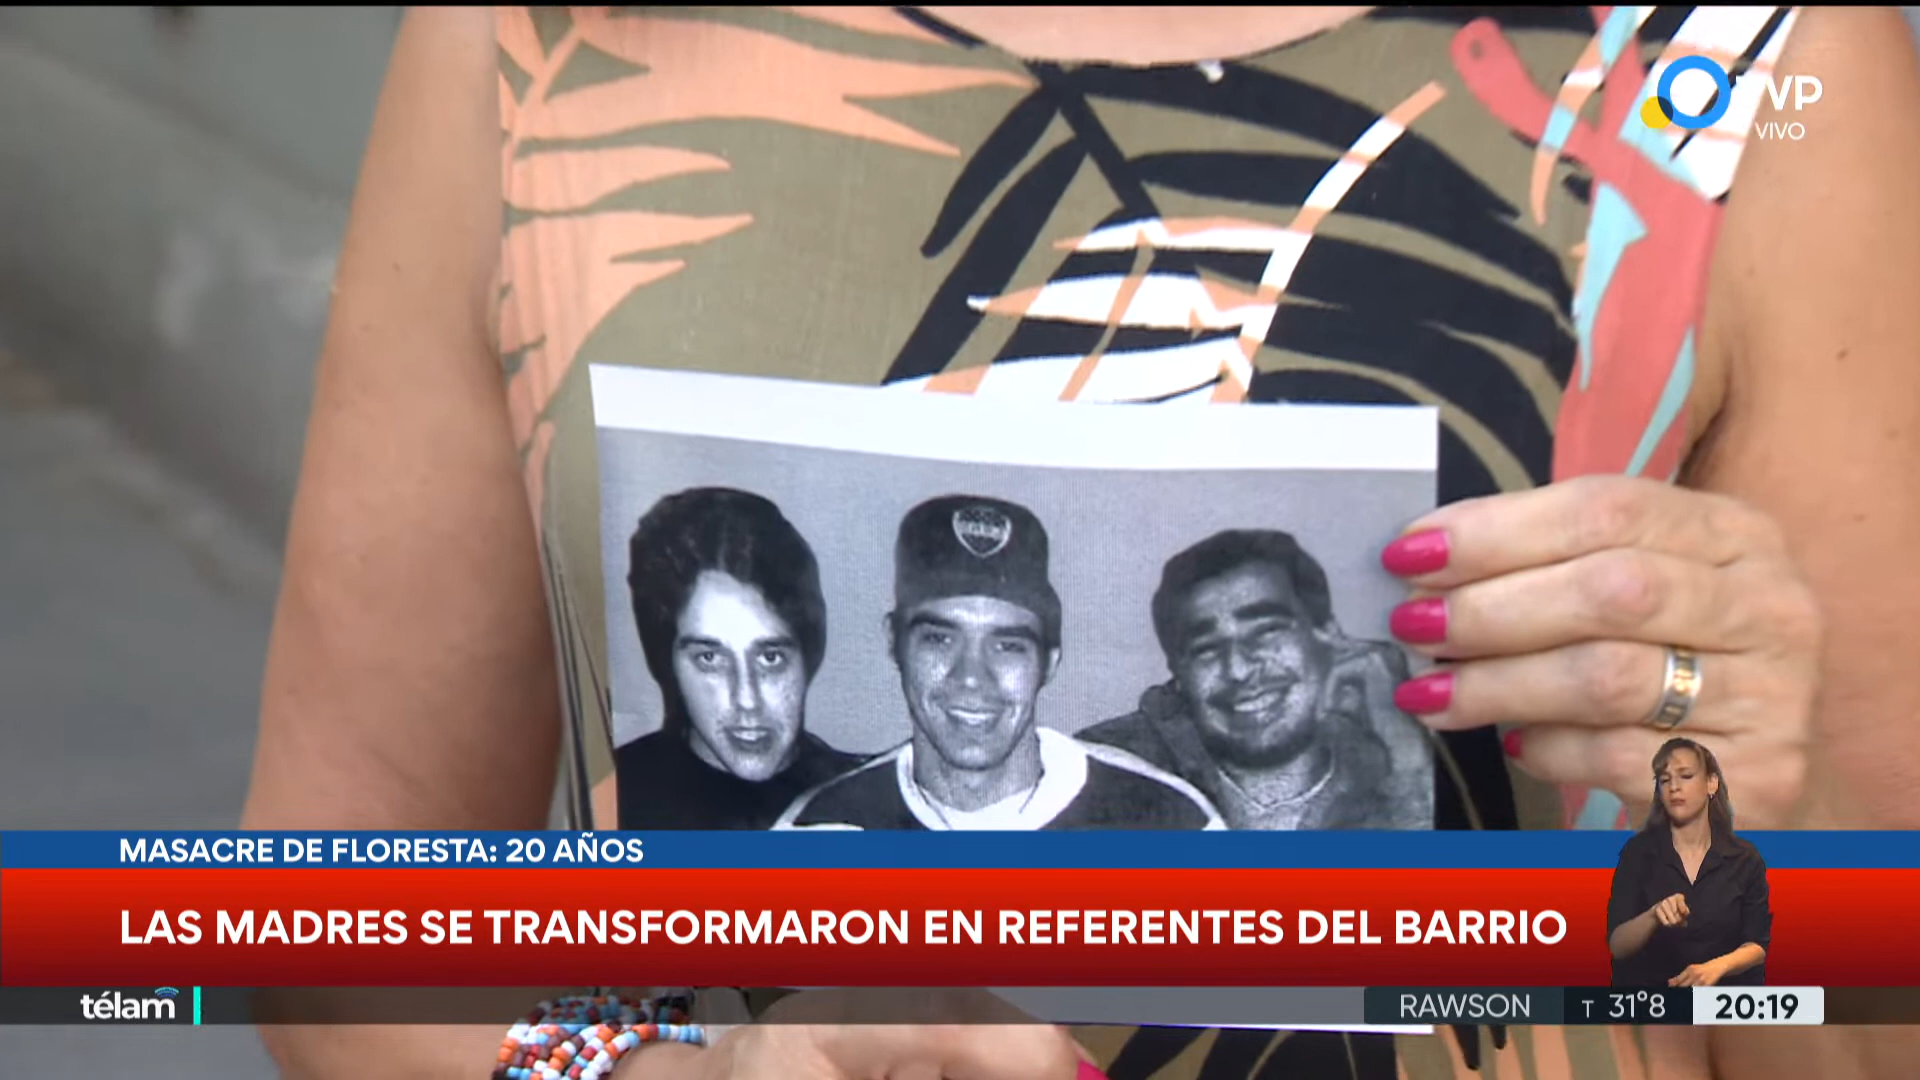 TVP
VIVO
MASACRE DE FLORESTA: 20 AÑOS
LAS MADRES SE TRANSFORMARON EN REFERENTES DEL BARRIO
télam
RAWSON T 31°8 20:19